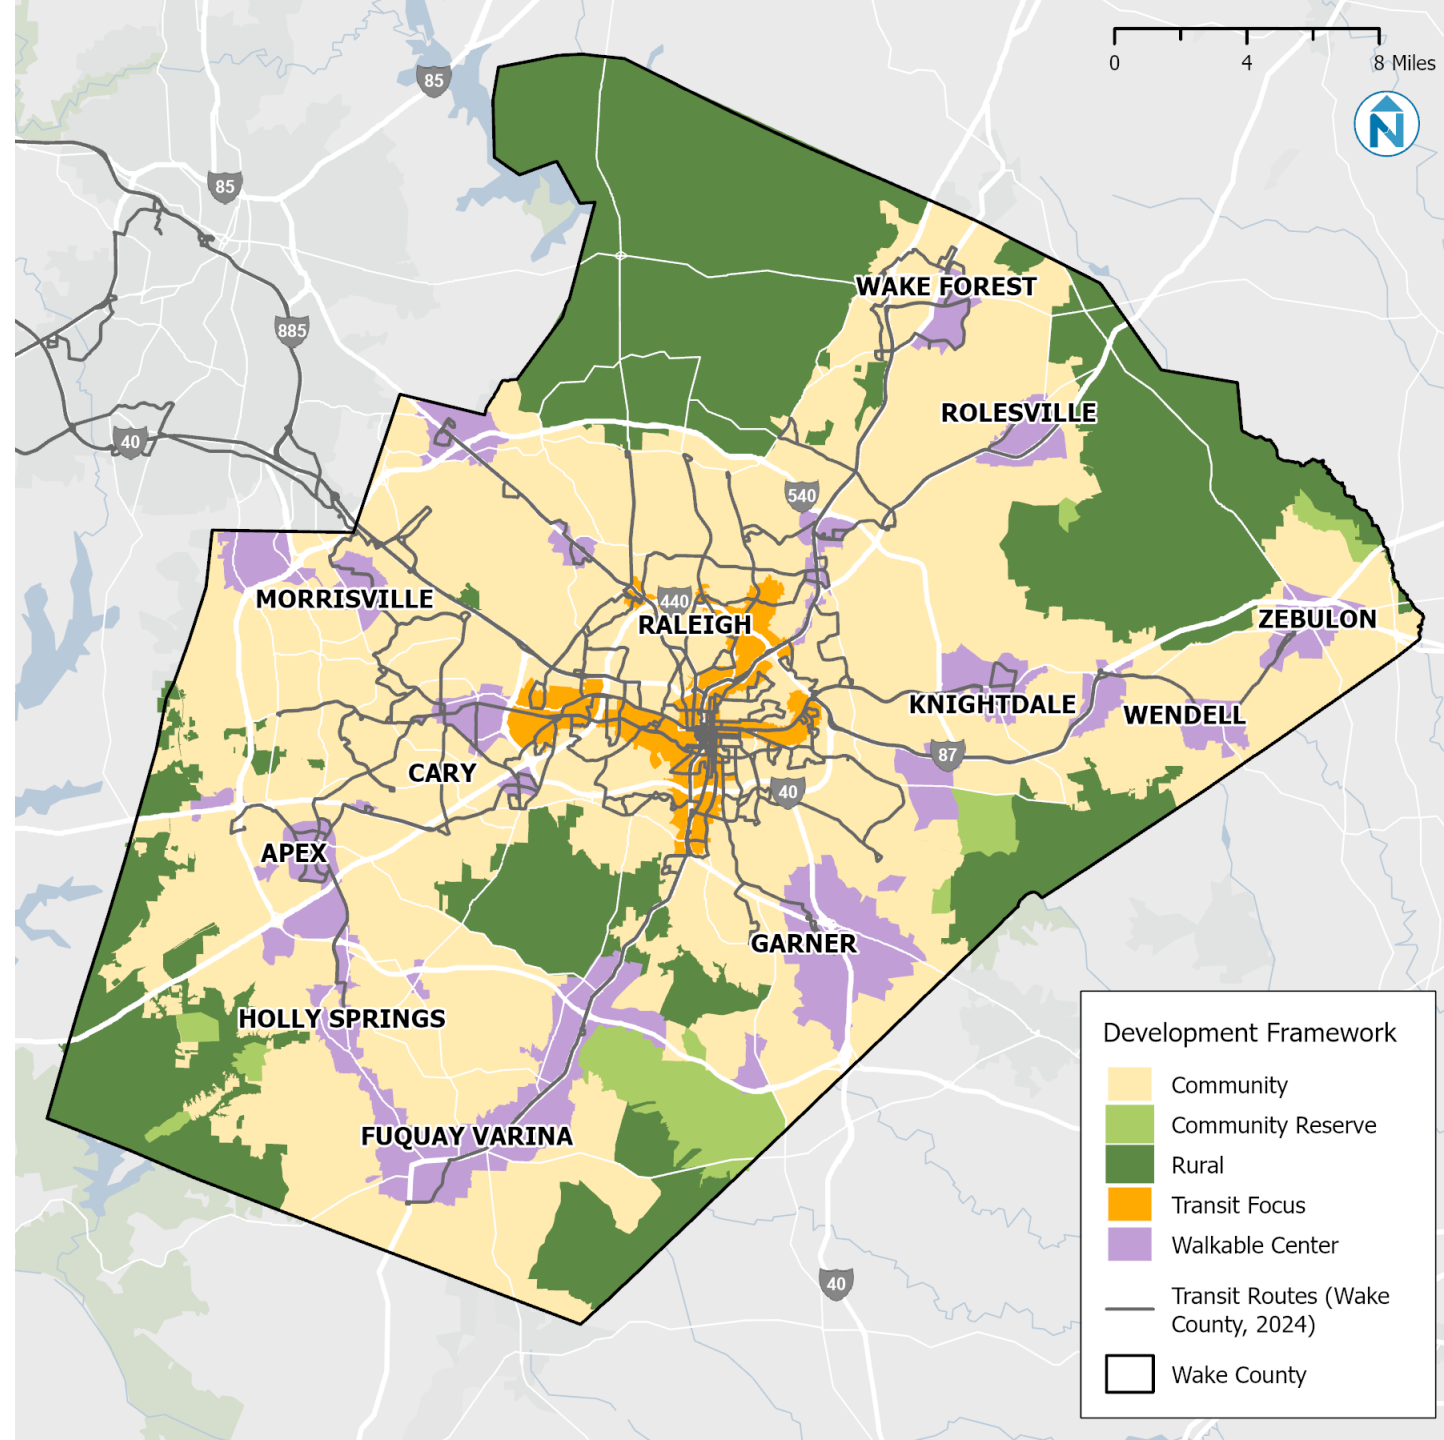 0 4 8 Miles
N
85
85
885
40
WAKE FOREST
ROLESVILLE
540
MORRISVILLE
440
RALEIGH
ZEBULON
KNIGHTDALE
WENDELL
87
CARY
40
APEX
GARNER
HOLLY SPRINGS
FUQUAY VARINA
40
Development Framework
Community
Community Reserve
Rural
Transit Focus
Walkable Center
Transit Routes (Wake
County, 2024)
Wake County